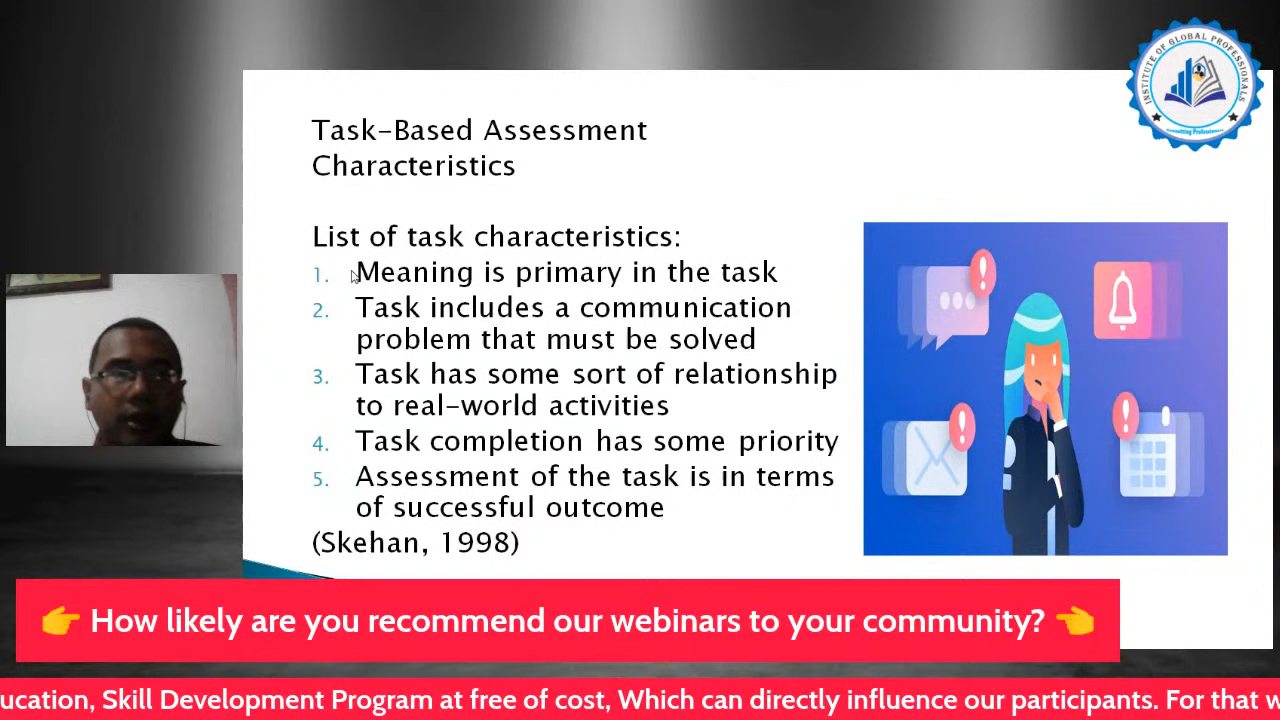 INSTITUTE OF GLOBAL PROFESSIONALS
Task-Based Assessment
Characteristics
List of task characteristics:
1. Meaning is primary in the task
2. Task includes a communication
problem that must be solved
3. Task has some sort of relationship
to real-world activities
4. Task completion has some priority
5. Assessment of the task is in terms
of successful outcome
(Skehan, 1998)
👉 How likely are you recommend our webinars to your community? 👈
ucation, Skill Development Program at free of cost, Which can directly influence our participants. For that w